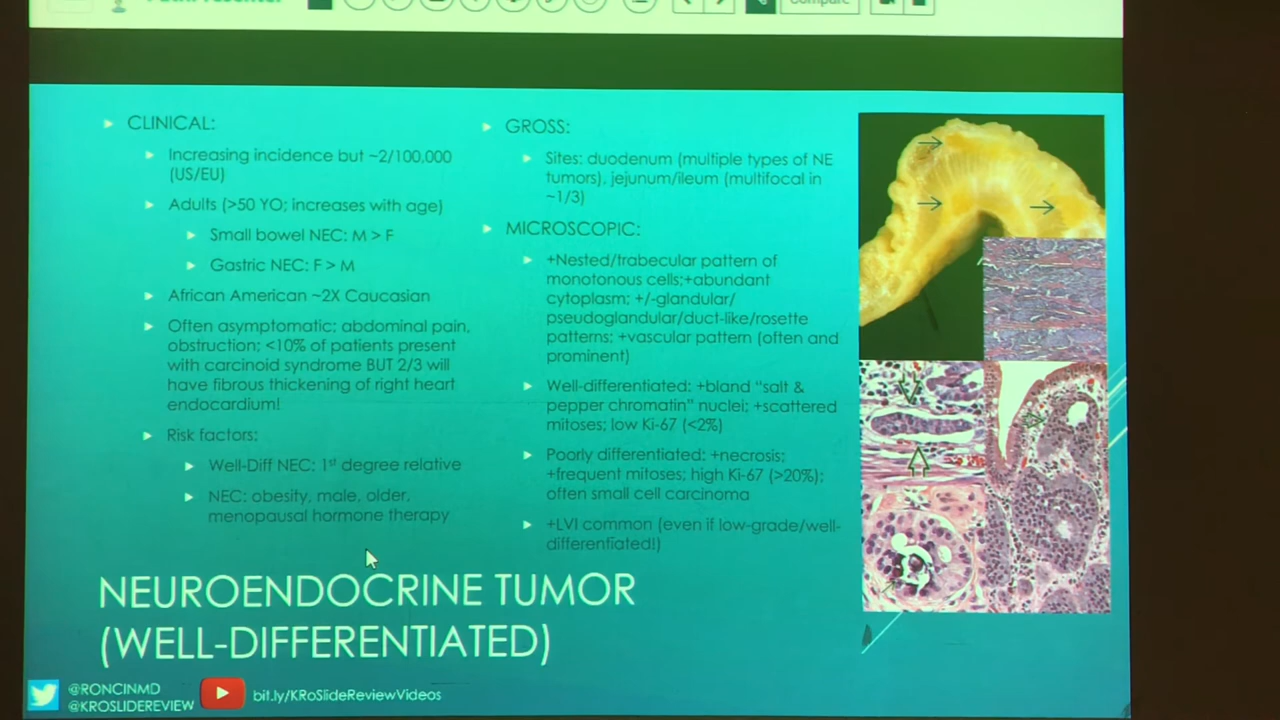 Compare
CLINICAL:
Increasing incidence but ~2/100,000
(US/EU)
Adults (>50 YO; increases with age)
Small bowel NEC: M > F
Gastric NEC: F > M
African American ~2X Caucasian
Often asymptomatic: abdominal pain,
obstruction; <10% of patients present
with carcinoid syndrome BUT 2/3 will
have fibrous thickening of right heart
endocardium!
Risk factors:
Well-Diff NEC: 1st degree relative
NEC: obesity, male, older,
menopausal hormone therapy
GROSS:
Sites: duodenum (multiple types of NE
tumors), jejunum/ileum (multifocal in
~1/3)
MICROSCOPIC:
+Nested/trabecular pattern of
monotonous cells;+abundant
cytoplasm; +/-glandular/
pseudoglandular/duct-like/rosette
patterns; +vascular pattern (often and
prominent)
Well-differentiated: +bland "salt &
pepper chromatin" nuclei; +scattered
mitoses; low Ki-67 (<2%)
Poorly differentiated: +necrosis;
+frequent mitoses; high Ki-67 (>20%);
often small cell carcinoma
+LVI common (even if low-grade/well-
differentiated!)
NEUROENDOCRINE TUMOR
(WELL-DIFFERENTIATED)
@RONCINMD
@KROSLIDEREVIEW
bit.ly/KRoSlideReviewVideos